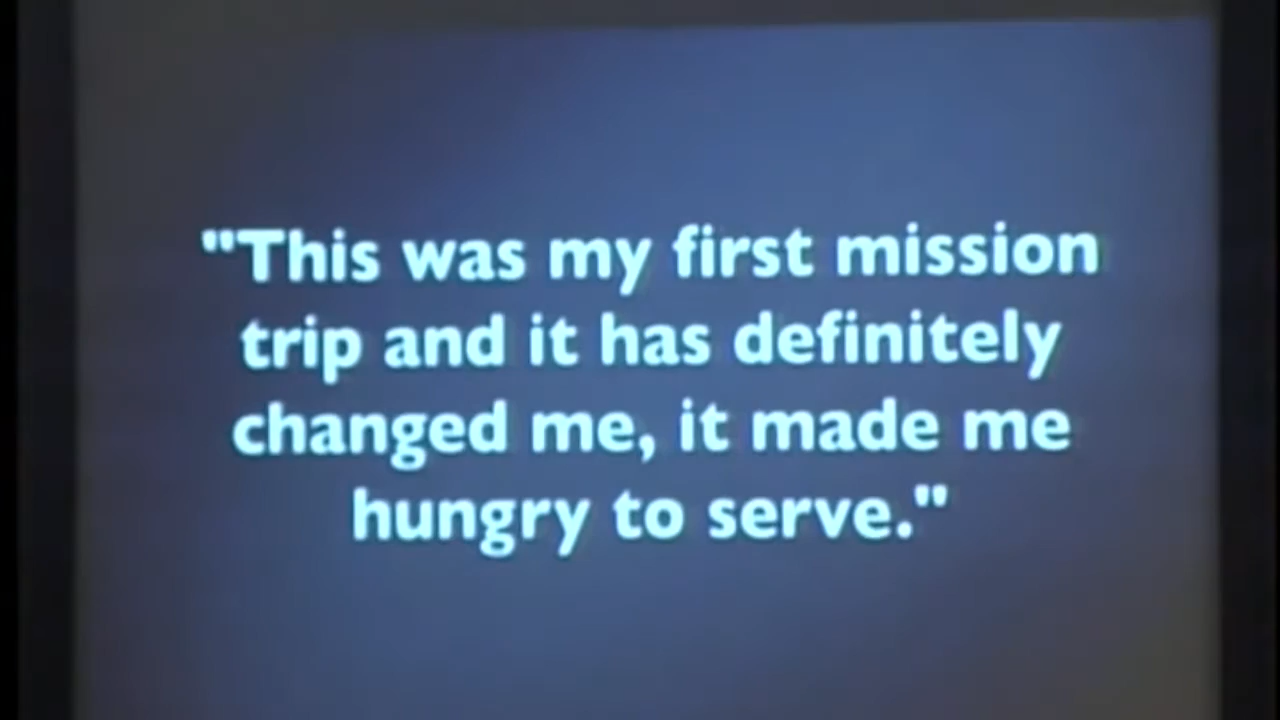 "This was my first mission
trip and it has definitely
changed me, it made me
hungry to serve."